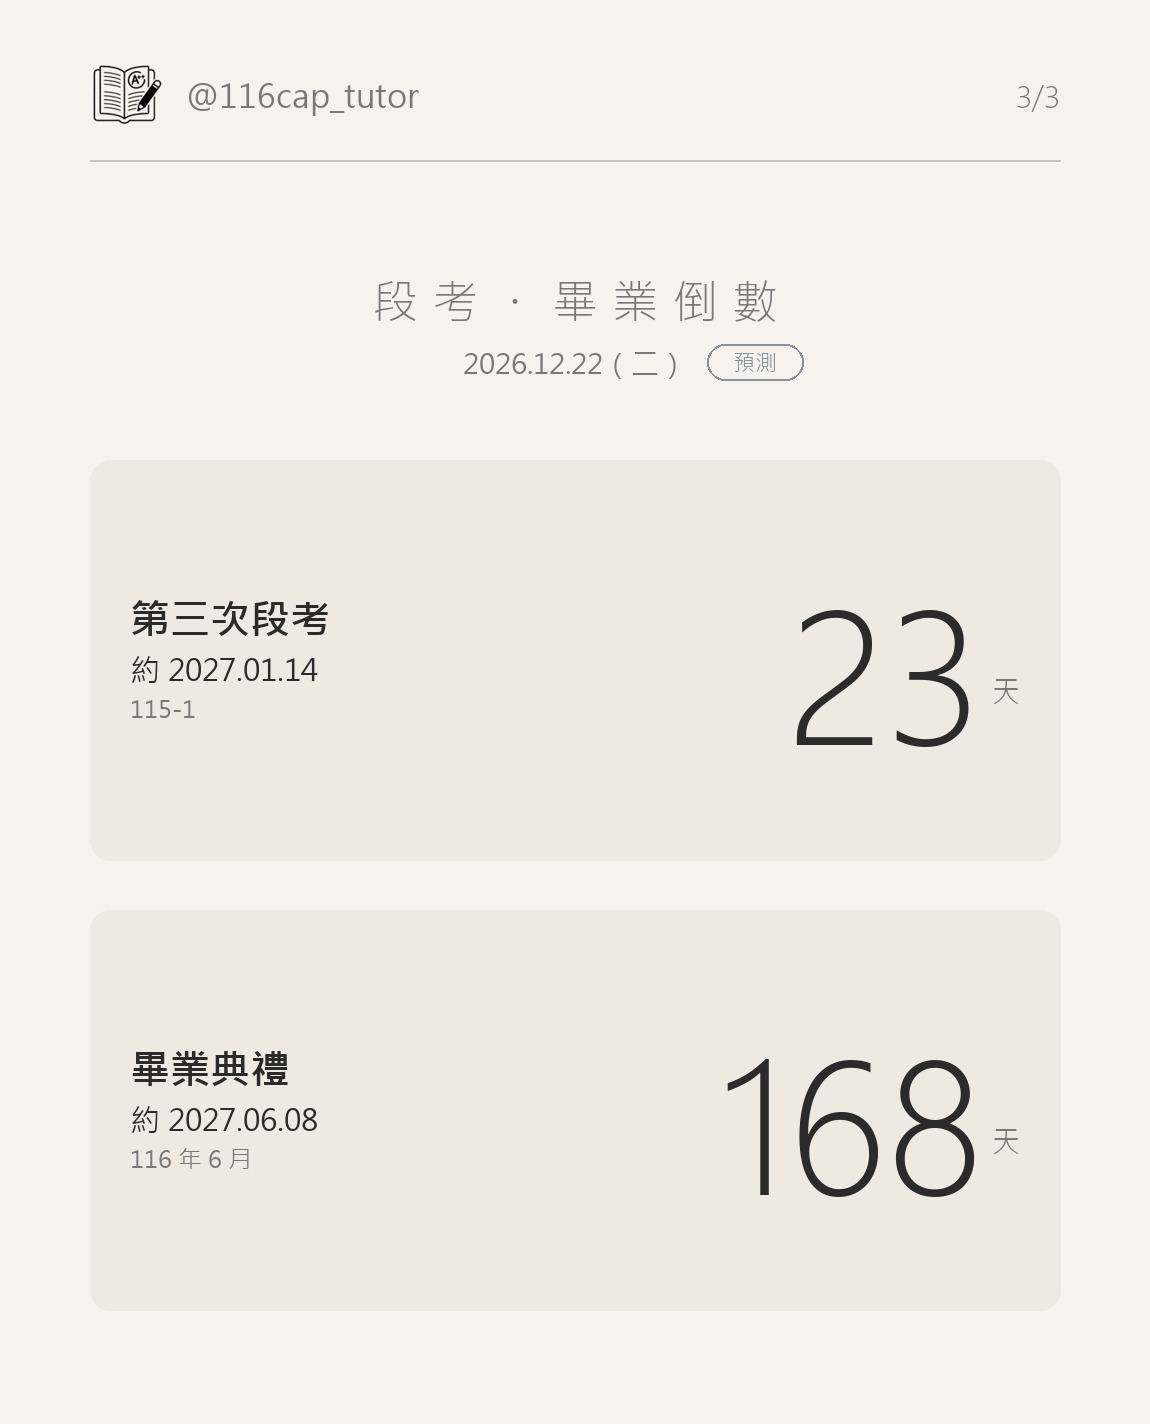 @116cap_tutor
3/3
段考・畢業倒數
2026.12.22（二） 預測
第三次段考
約 2027.01.14
115-1
23 天
畢業典禮
約 2027.06.08
116 年 6 月
168 天